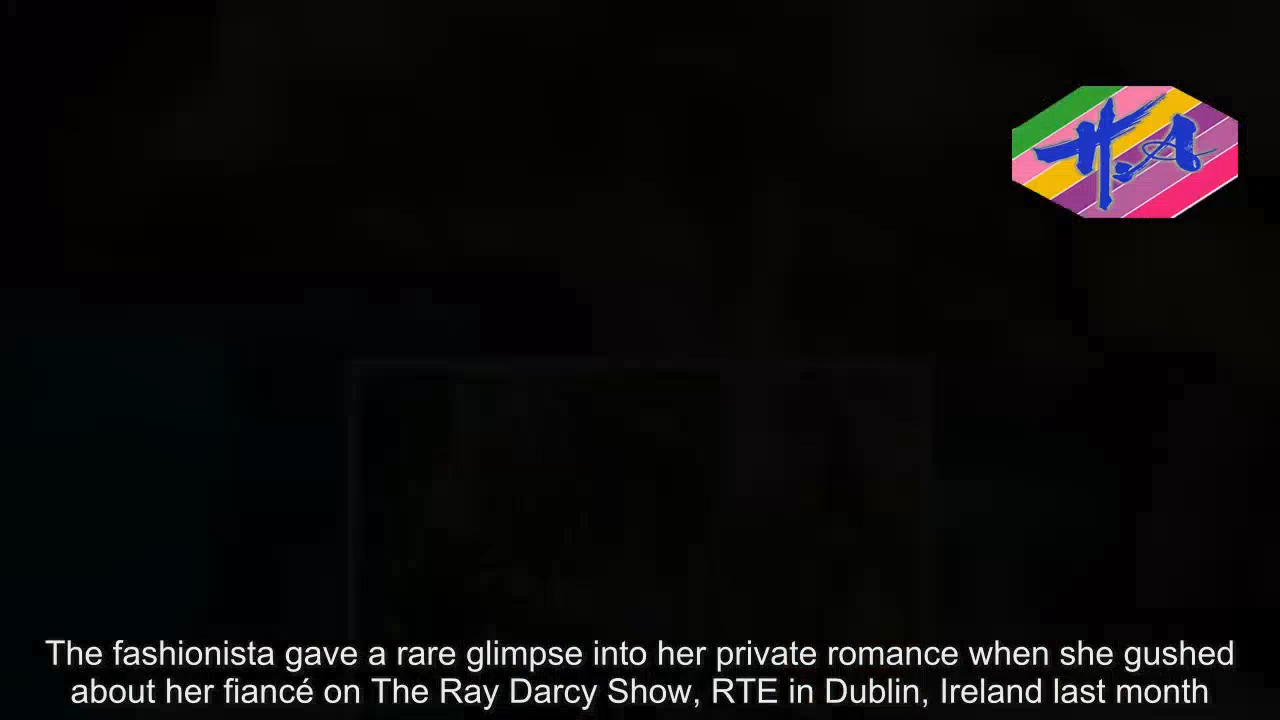 H.A
The fashionista gave a rare glimpse into her private romance when she gushed
about her fiancé on The Ray Darcy Show, RTE in Dublin, Ireland last month